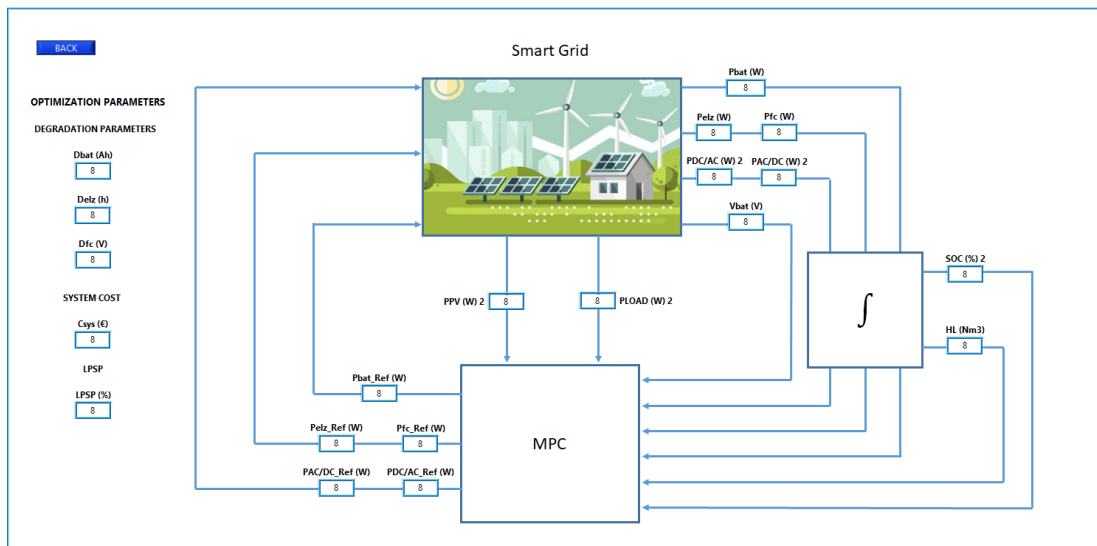 BACK
Smart Grid
OPTIMIZATION PARAMETERS
DEGRADATION PARAMETERS
Dbat (Ah)
8
Delz (h)
8
Dfc (V)
8
SYSTEM COST
Csys (€)
8
LPSP
LPSP (%)
8
Pbat (W)
8
Pelz (W)
8
Pfc (W)
8
PDC/AC (W) 2
8
PAC/DC (W) 2
8
Vbat (V)
8
PPV (W) 2
8
8
PLOAD (W) 2
∫
SOC (%) 2
8
HL (Nm3)
8
Pbat_Ref (W)
8
Pelz_Ref (W)
8
Pfc_Ref (W)
8
PAC/DC_Ref (W)
8
PDC/AC_Ref (W)
8
MPC